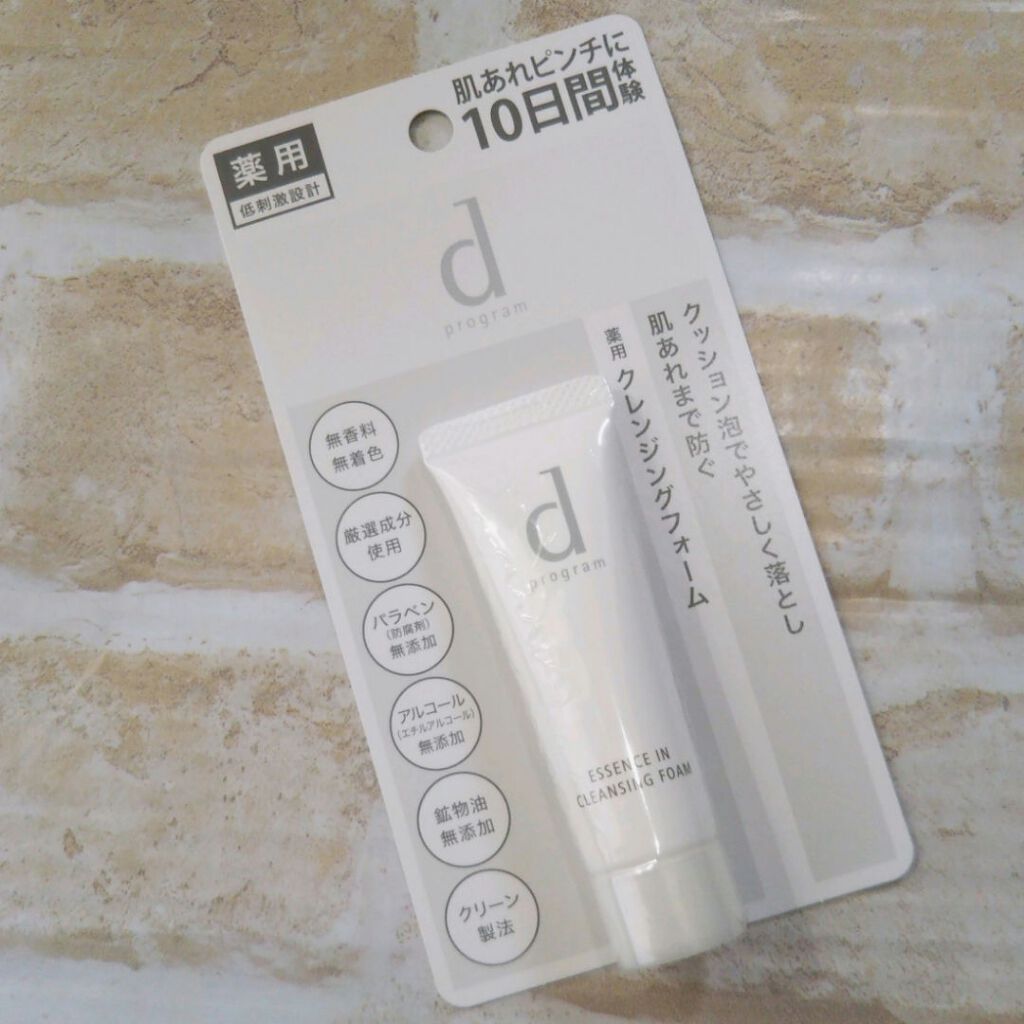 肌あれピンチに
10日間体験
薬用
低刺激設計
d
program
クッション泡でやさしく落とし
肌あれまで防ぐ
薬用 クレンジングフォーム
無香料
無着色
厳選成分
使用
パラベン
(防腐剤)
無添加
アルコール
(エチルアルコール)
無添加
鉱物油
無添加
クリーン
製法
d
program
ESSENCE IN
CLEANSING FOAM